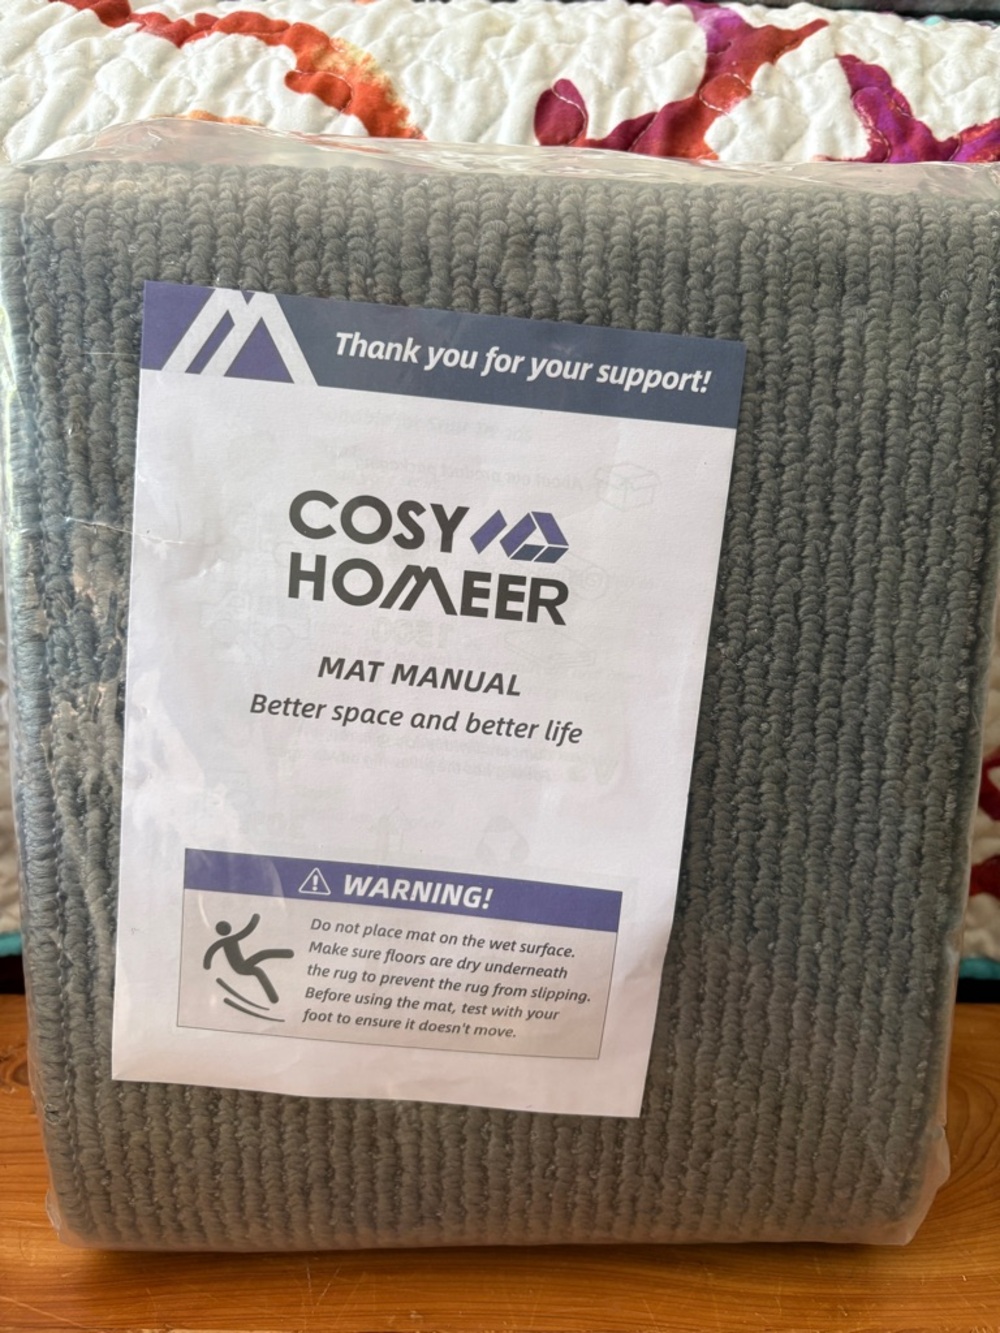 Thank you for your support!
COSY
HOMEER
MAT MANUAL
Better space and better life
WARNING!
Do not place mat on the wet surface.
Make sure floors are dry underneath
the rug to prevent the rug from slipping.
Before using the mat, test with your
foot to ensure it doesn't move.